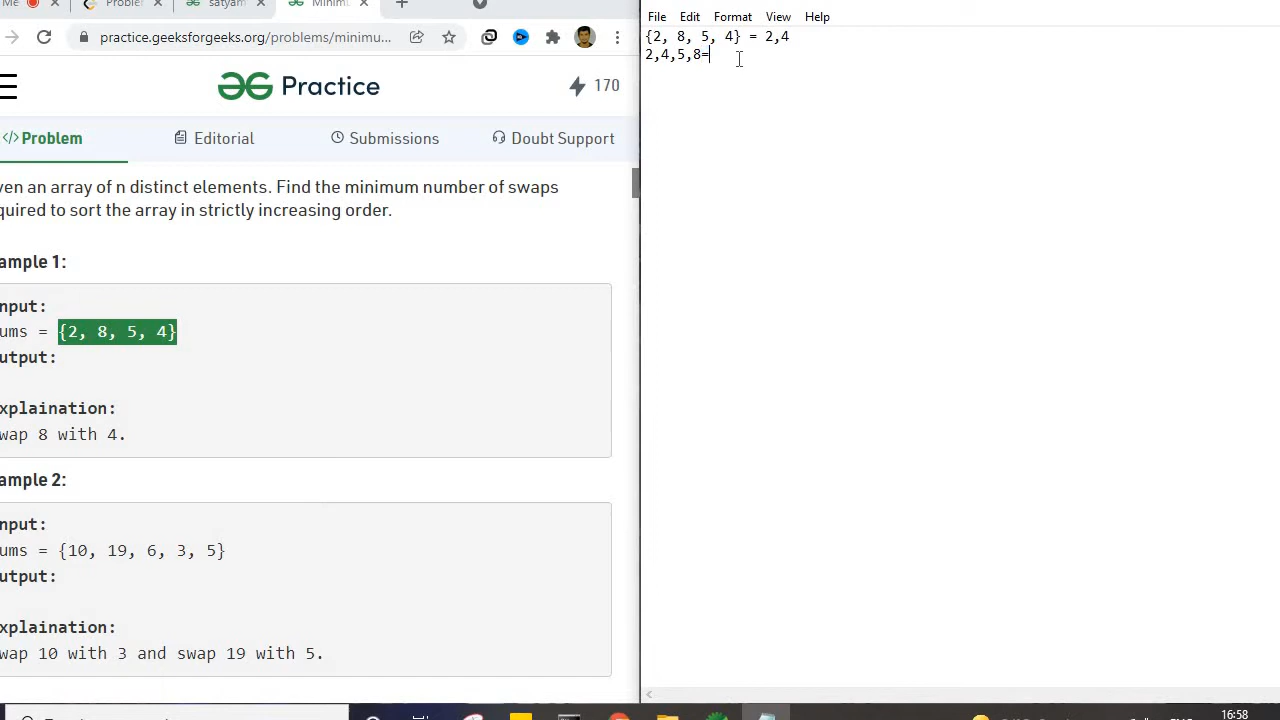 Me
Problem
satyam
Minimu
practice.geeksforgeeks.org/problems/minimu...
Practice
170
</> Problem
Editorial
Submissions
Doubt Support
ven an array of n distinct elements. Find the minimum number of swaps
quired to sort the array in strictly increasing order.
ample 1:
nput:
ums = {2, 8, 5, 4}
utput:
xplaination:
wap 8 with 4.
ample 2:
nput:
ums = {10, 19, 6, 3, 5}
utput:
xplaination:
wap 10 with 3 and swap 19 with 5.
File Edit Format View Help
{2, 8, 5, 4} = 2,4
2,4,5,8=
16:58